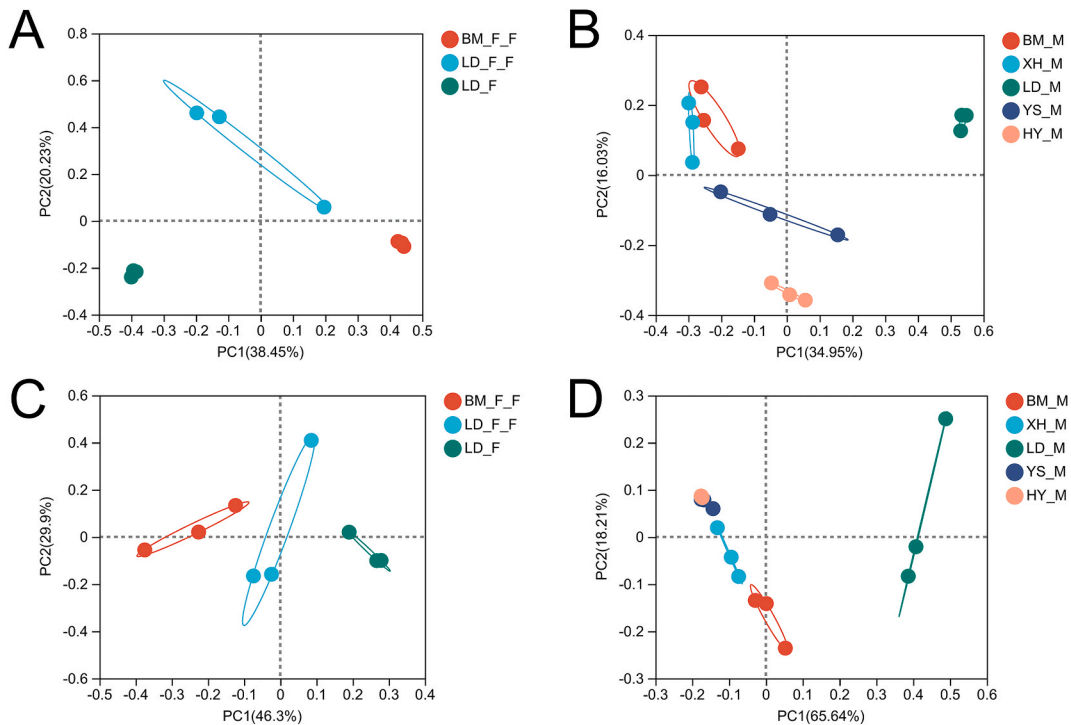 A
0.8
0.6
0.4
0.2
0
-0.2
-0.4
-0.5 -0.4 -0.3 -0.2 -0.1 0 0.1 0.2 0.3 0.4 0.5
PC1(38.45%)
PC2(20.23%)
BM_F_F
LD_F_F
LD_F
B
0.4
0.2
0
-0.2
-0.4
-0.4 -0.3 -0.2 -0.1 0 0.1 0.2 0.3 0.4 0.5 0.6
PC1(34.95%)
PC2(16.03%)
BM_M
XH_M
LD_M
YS_M
HY_M
C
0.6
0.4
0.2
0
-0.2
-0.4
-0.6
-0.5 -0.4 -0.3 -0.2 -0.1 0 0.1 0.2 0.3 0.4
PC1(46.3%)
PC2(29.9%)
BM_F_F
LD_F_F
LD_F
D
0.3
0.2
0.1
0
-0.1
-0.2
-0.3
-0.3 -0.2 -0.1 0 0.1 0.2 0.3 0.4 0.5 0.6
PC1(65.64%)
PC2(18.21%)
BM_M
XH_M
LD_M
YS_M
HY_M